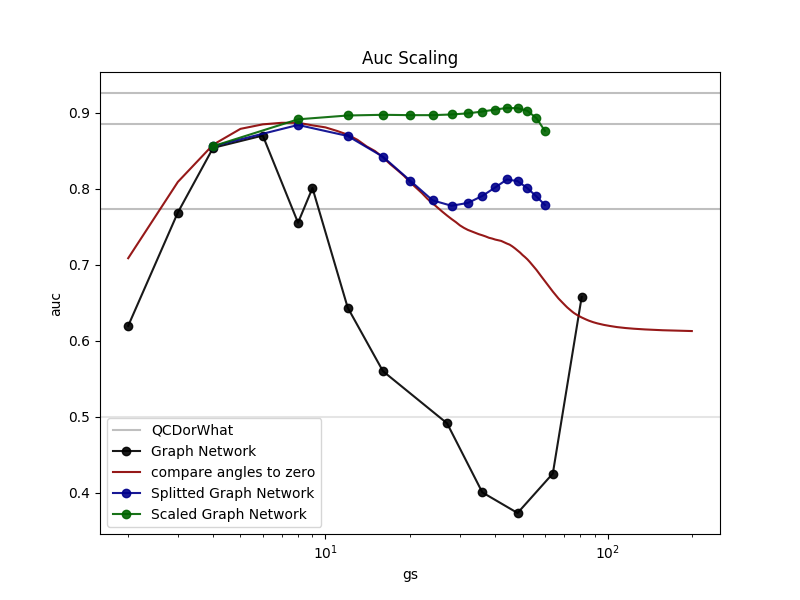 Auc Scaling
auc
0.9
0.8
0.7
0.6
0.5
0.4
QCDorWhat
Graph Network
compare angles to zero
Splitted Graph Network
Scaled Graph Network
10¹
10²
gs